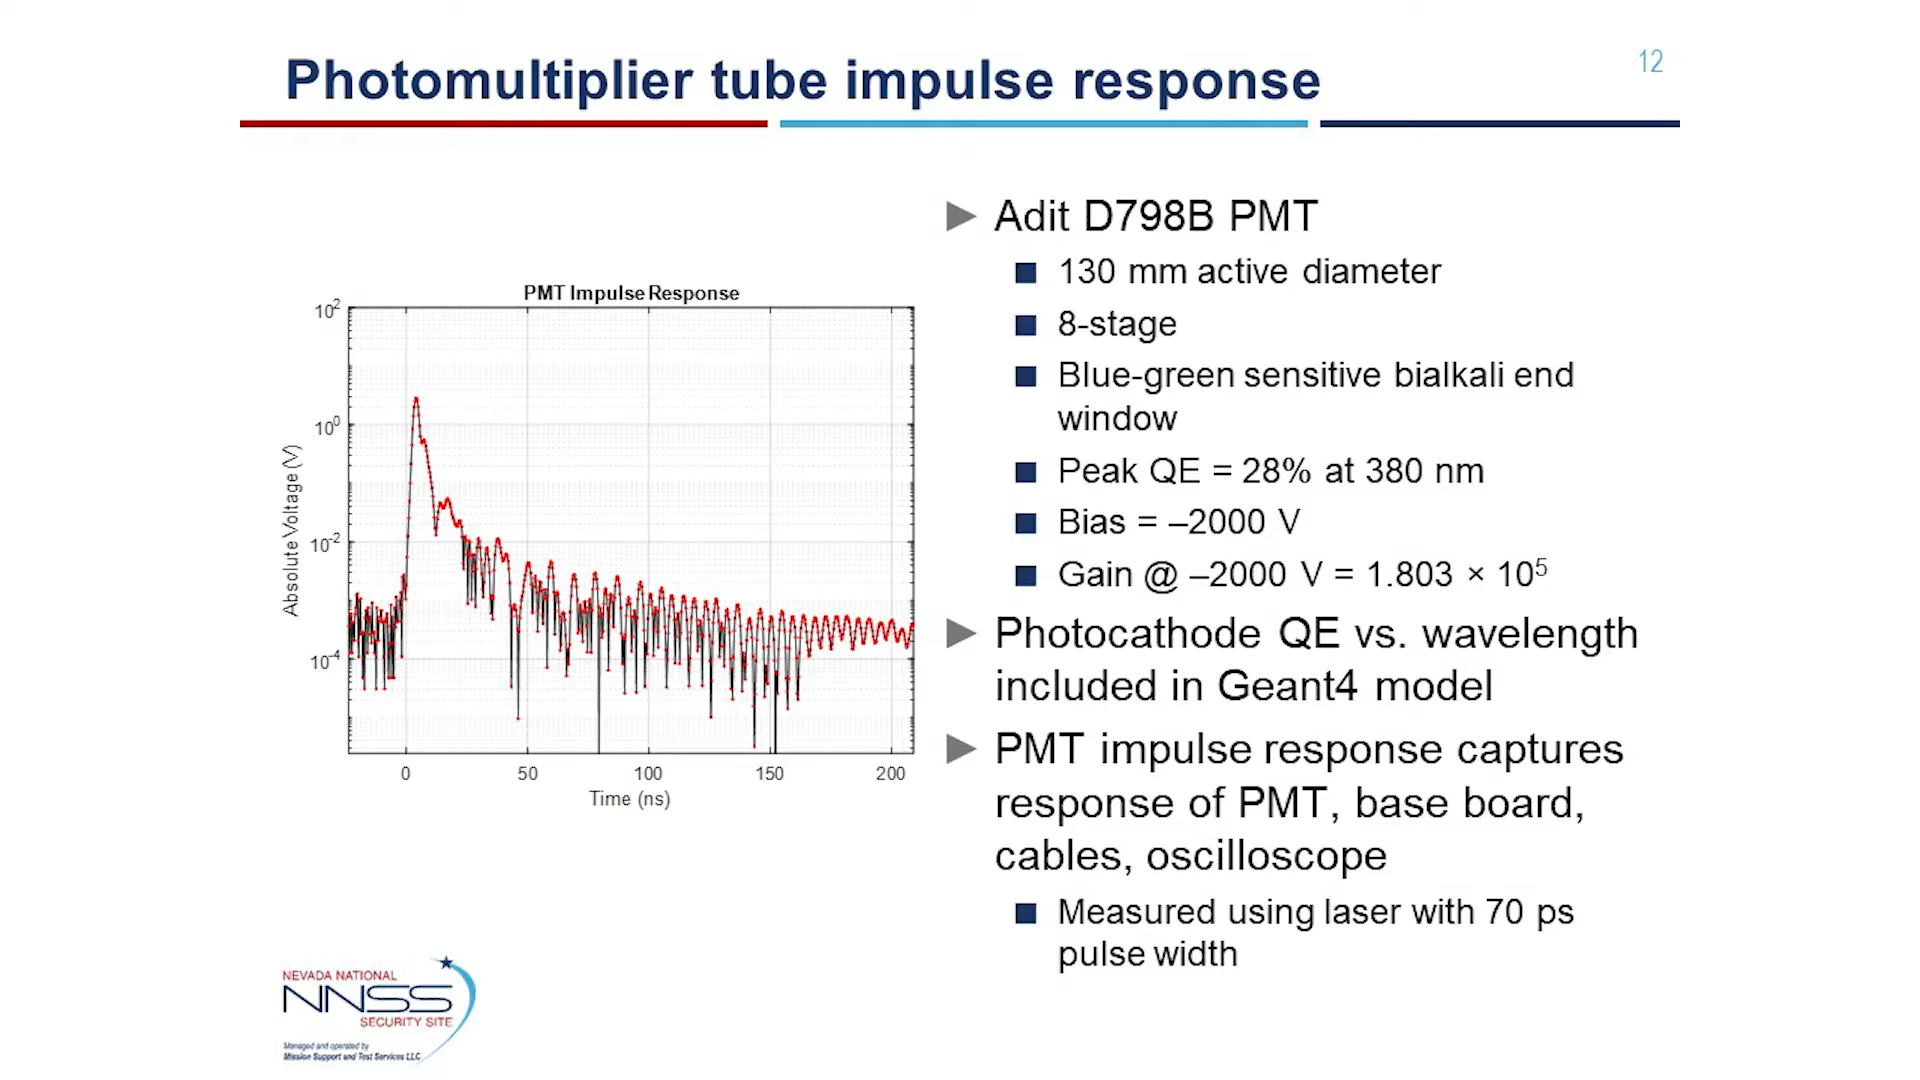 Photomultiplier tube impulse response
12
Adit D798B PMT
130 mm active diameter
8-stage
Blue-green sensitive bialkali end
window
Peak QE = 28% at 380 nm
Bias = –2000 V
Gain @ –2000 V = 1.803 × 10⁵
Photocathode QE vs. wavelength
included in Geant4 model
PMT impulse response captures
response of PMT, base board,
cables, oscilloscope
Measured using laser with 70 ps
pulse width
PMT Impulse Response
10²
10⁰
10⁻²
10⁻⁴
Absolute Voltage (V)
0 50 100 150 200
Time (ns)
NEVADA NATIONAL
NNSS
SECURITY SITE
Managed and operated by
Mission Support and Test Services LLC